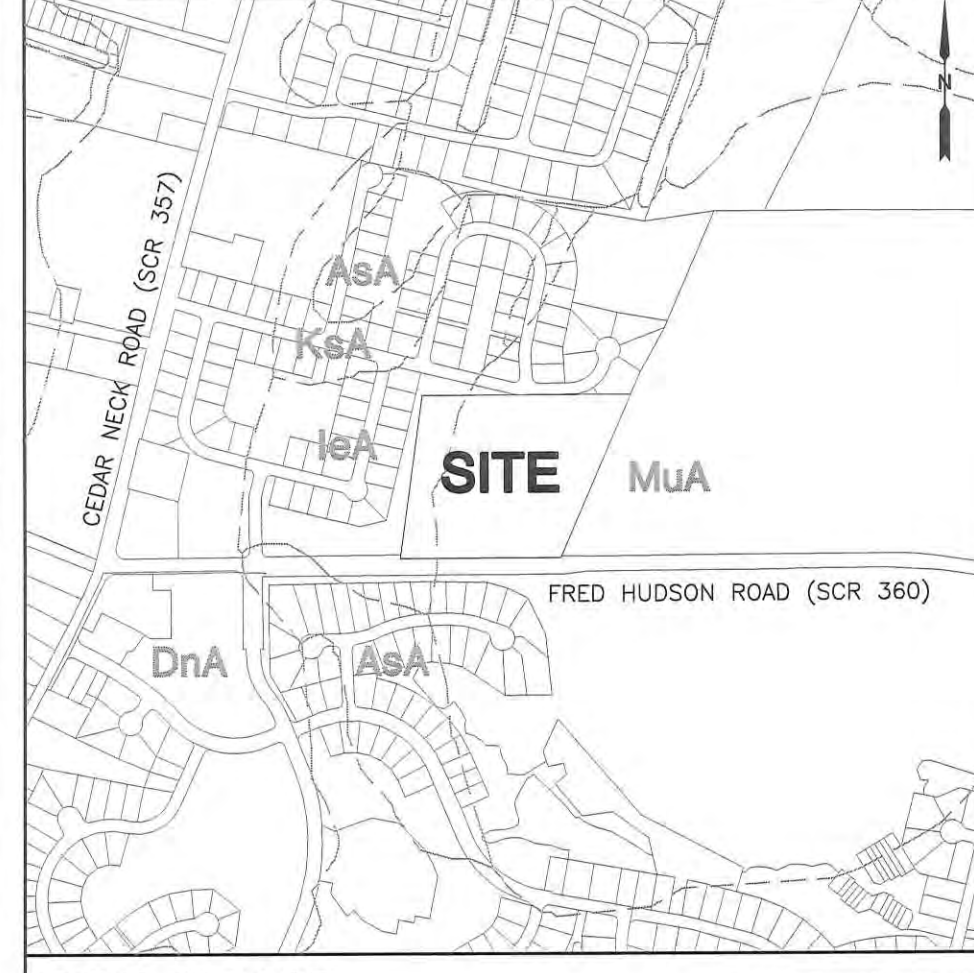 N
CEDAR NECK ROAD (SCR 357)
AsA
KsA
IeA
SITE
MuA
FRED HUDSON ROAD (SCR 360)
DnA
AsA